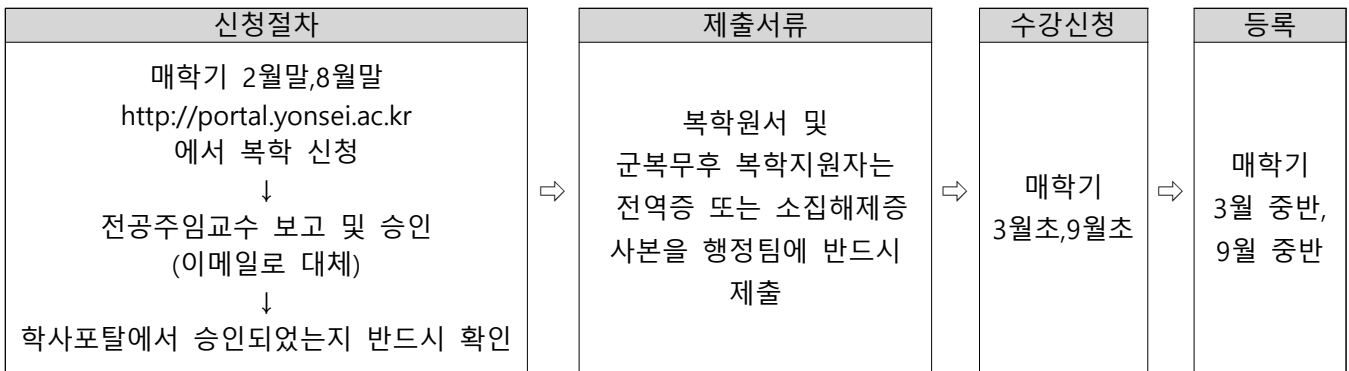 신청절차
매학기 2월말,8월말
http://portal.yonsei.ac.kr
에서 복학 신청
↓
전공주임교수 보고 및 승인
(이메일로 대체)
↓
학사포탈에서 승인되었는지 반드시 확인
⇨
제출서류
복학원서 및
군복무후 복학지원자는
전역증 또는 소집해제증
사본을 행정팀에 반드시
제출
⇨
수강신청
매학기
3월초,9월초
⇨
등록
매학기
3월 중반,
9월 중반